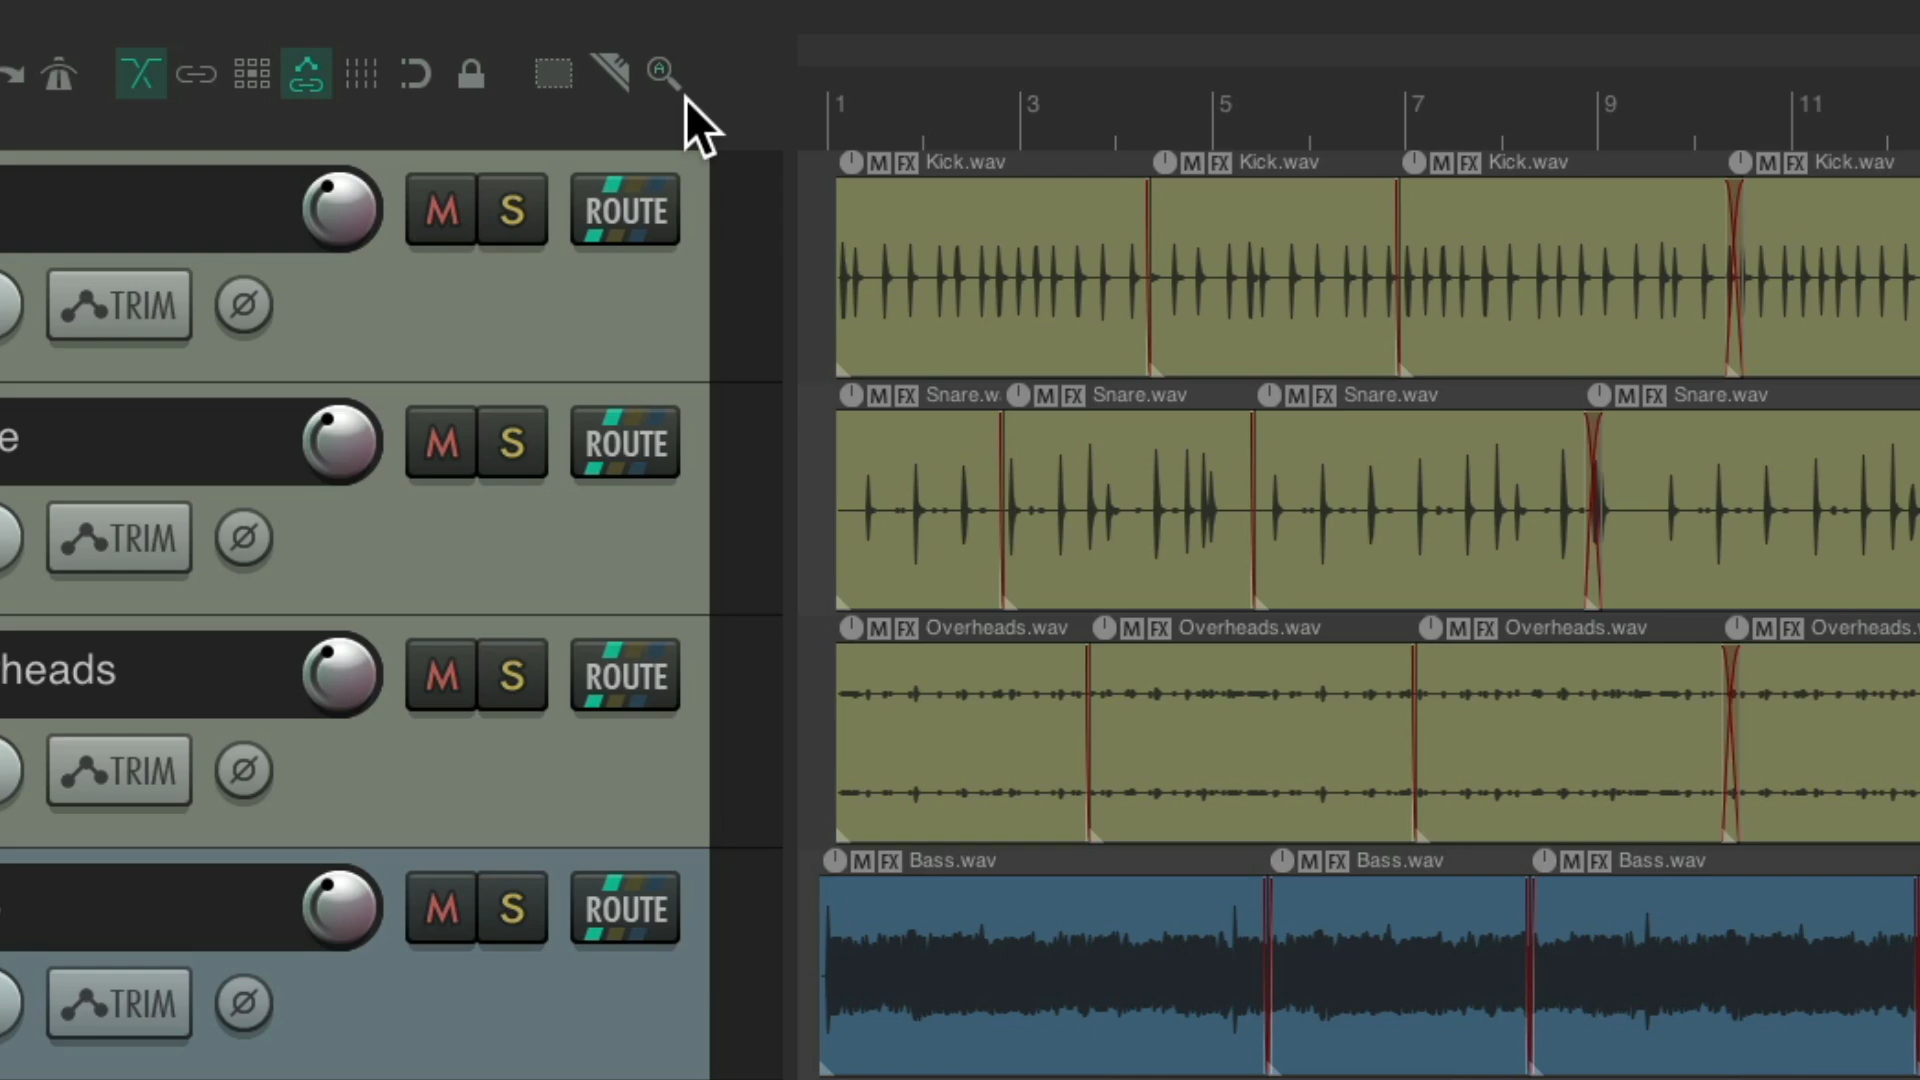 1 3 5 7 9 11
M FX Kick.wav M FX Kick.wav M FX Kick.wav M FX Kick.wav
M S ROUTE
TRIM
M FX Snare.w M FX Snare.wav M FX Snare.wav M FX Snare.wav
e M S ROUTE
TRIM
M FX Overheads.wav M FX Overheads.wav M FX Overheads.wav M FX Overheads.
heads M S ROUTE
TRIM
M FX Bass.wav M FX Bass.wav M FX Bass.wav
M S ROUTE
TRIM